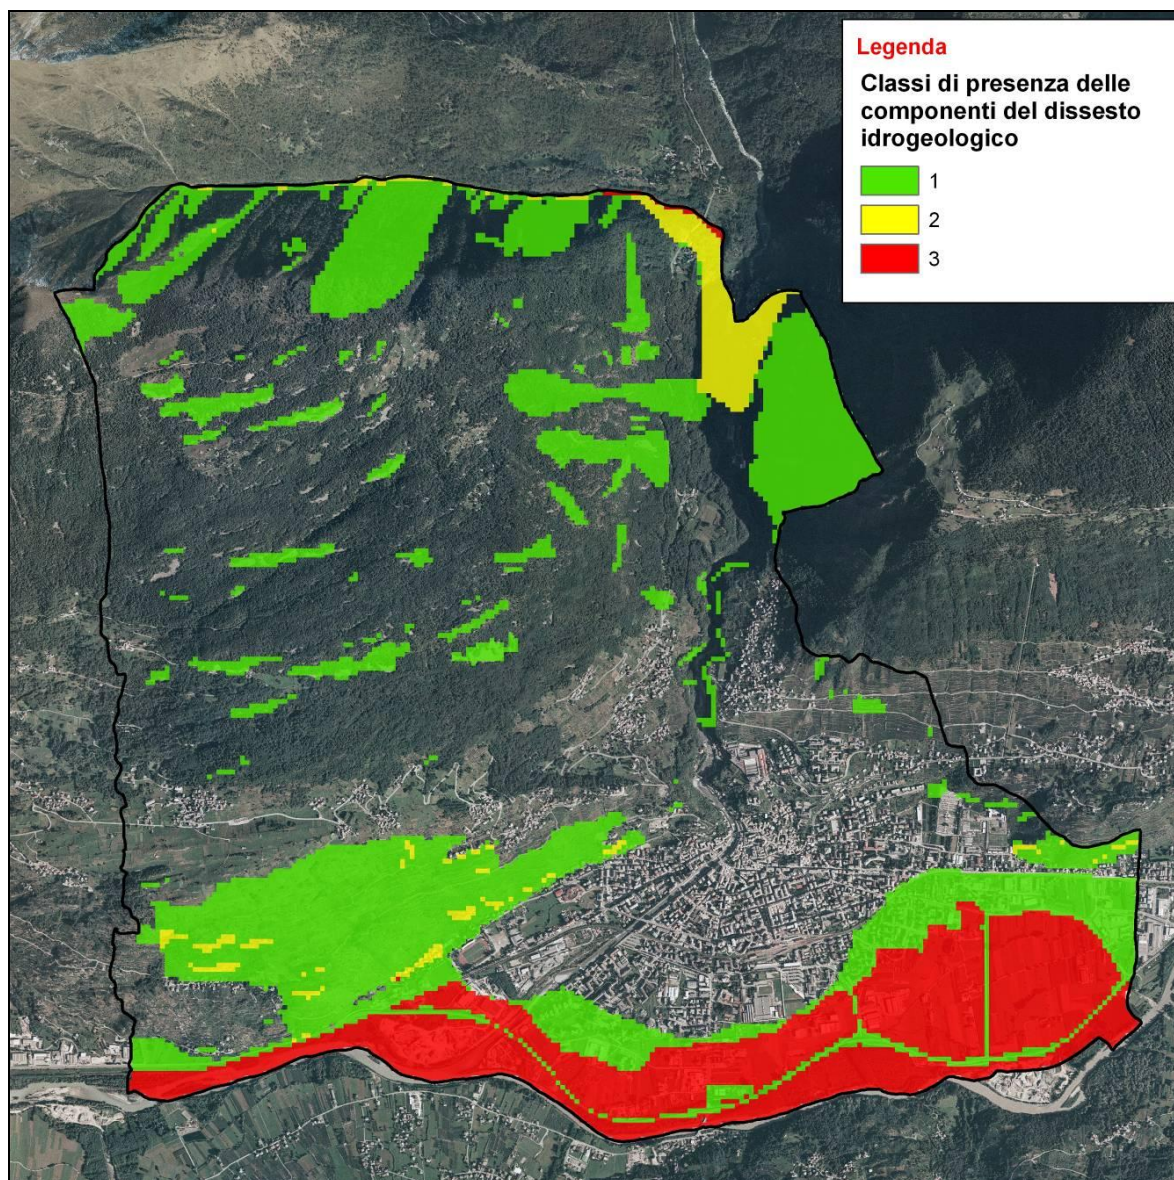 Legenda
Classi di presenza delle
componenti del dissesto
idrogeologico
1
2
3